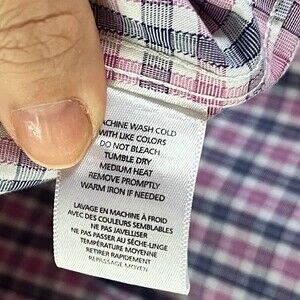 MACHINE WASH COLD
WITH LIKE COLORS
DO NOT BLEACH
TUMBLE DRY
MEDIUM HEAT
REMOVE PROMPTLY
WARM IRON IF NEEDED
LAVAGE EN MACHINE À FROID
AVEC DES COULEURS SEMBLABLES
NE PAS JAVELLISER
NE PAS PASSER AU SÈCHE-LINGE
TEMPÉRATURE MOYENNE
RETIRER RAPIDEMENT
REPASSAGE MOYEN